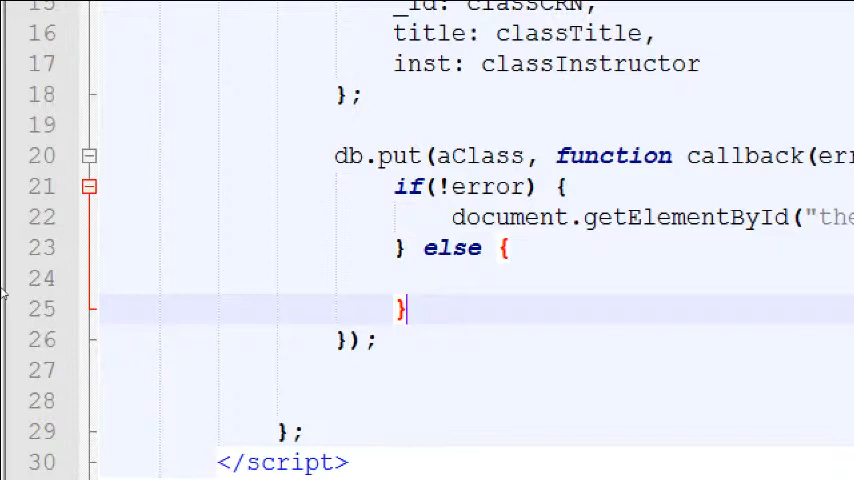 15 _id: classCRN,
16 title: classTitle,
17 inst: classInstructor
18 };
19
20 db.put(aClass, function callback(err
21 if(!error) {
22 document.getElementById("the
23 } else {
24
25 }
26 });
27
28
29 };
30 </script>